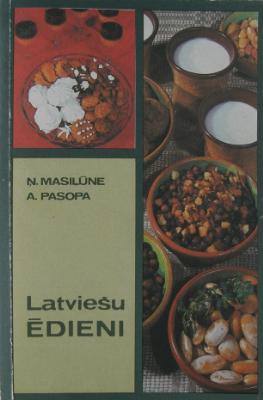 Ņ. MASILŪNE
A. PASOPA
Latviešu
ĒDIENI